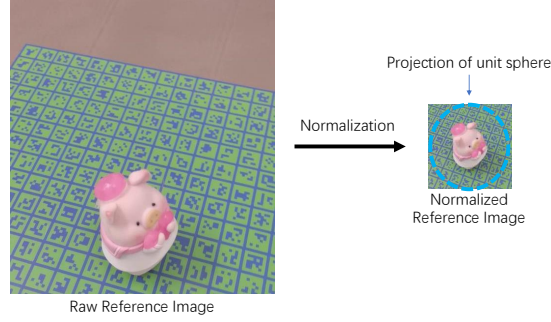 Projection of unit sphere
Normalization
Normalized
Reference Image
Raw Reference Image